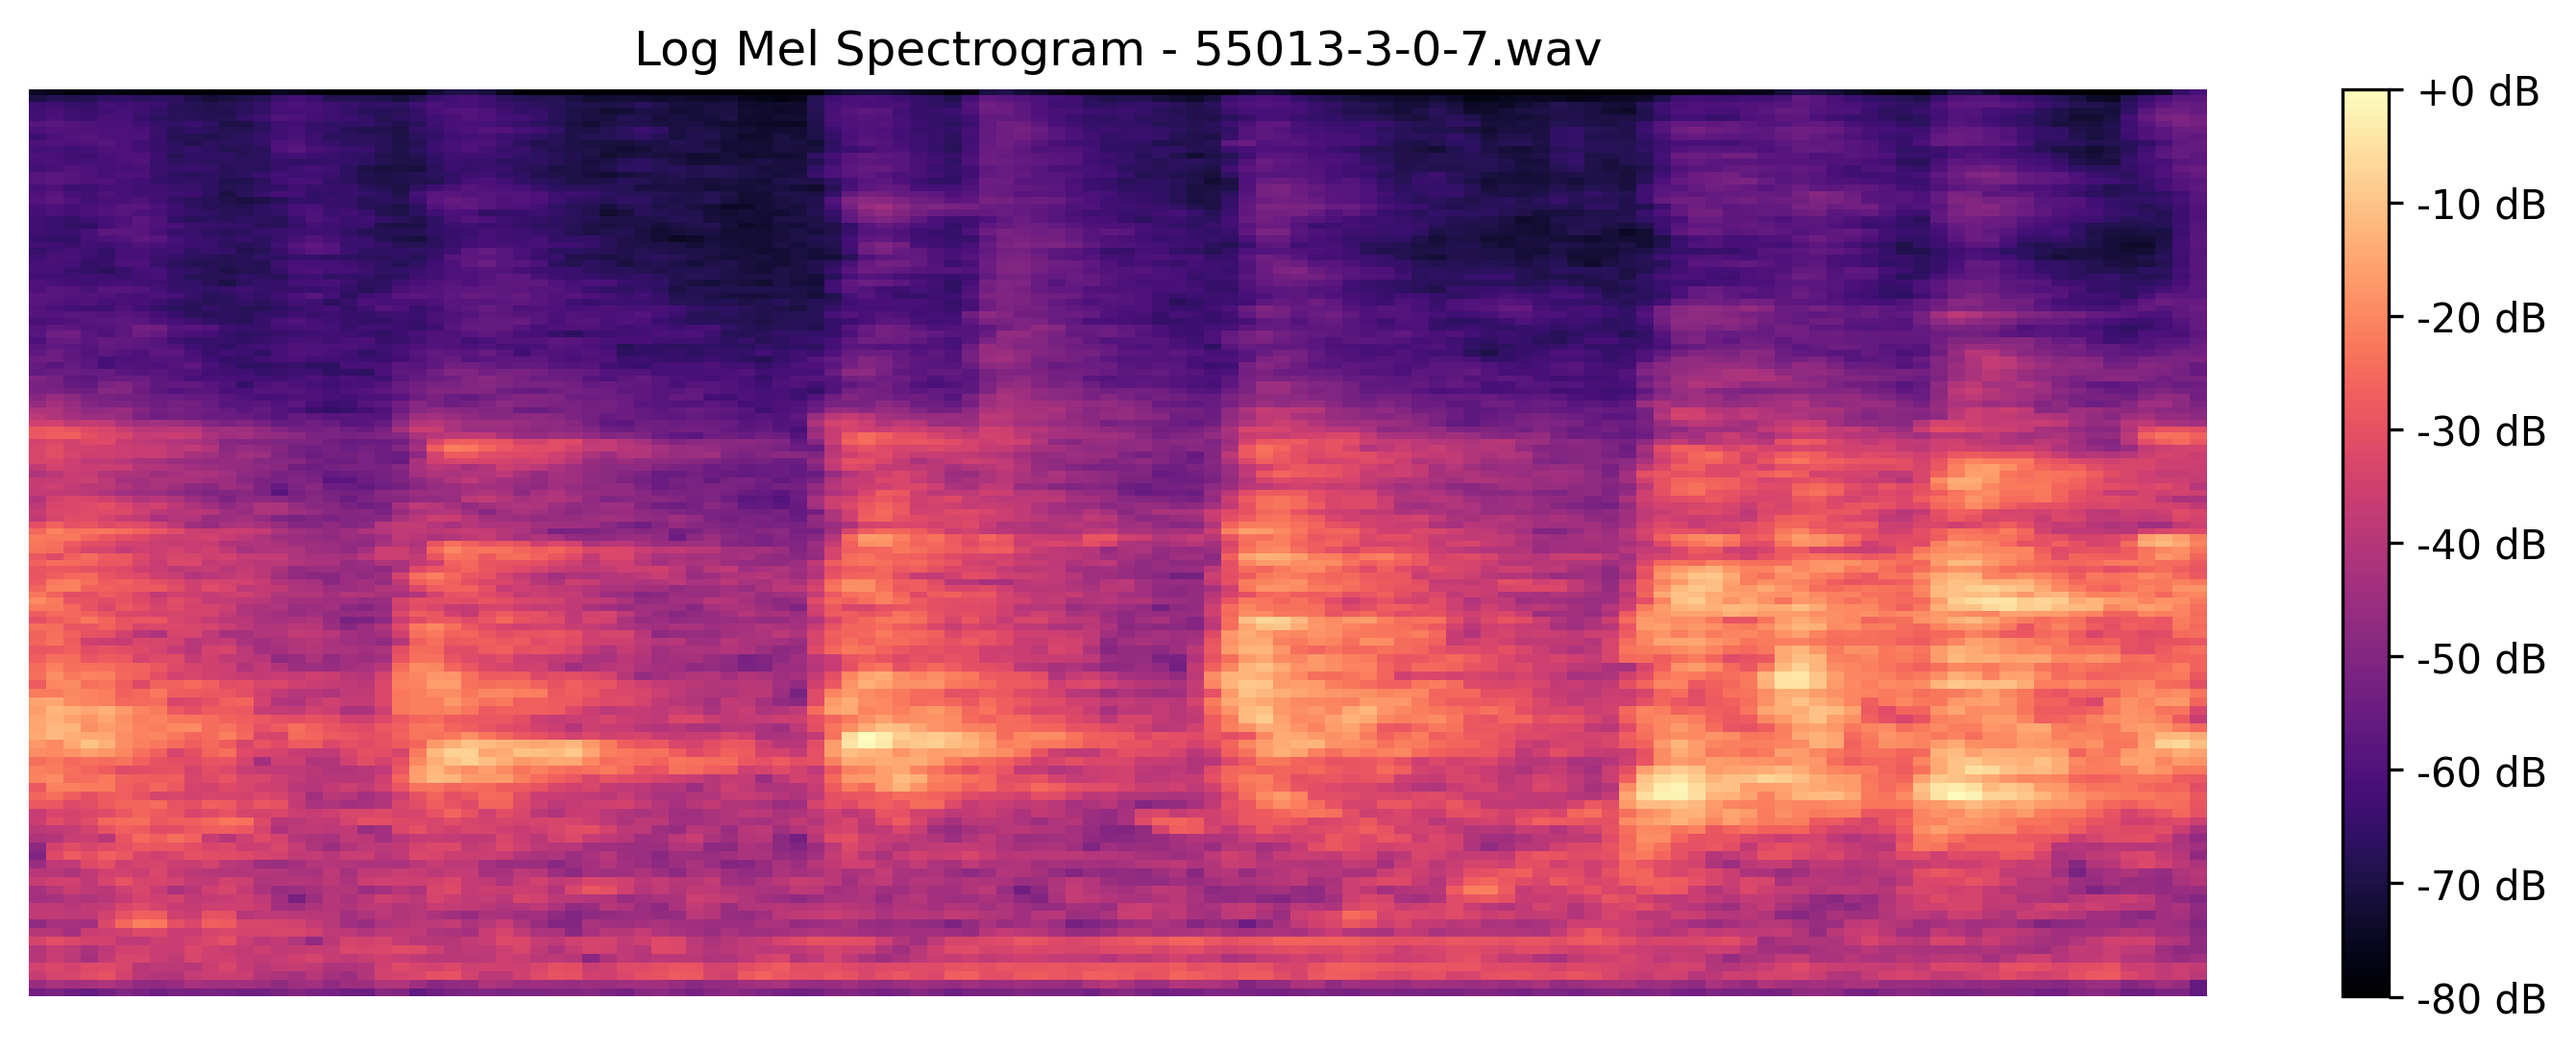 Log Mel Spectrogram - 55013-3-0-7.wav
+0 dB
-10 dB
-20 dB
-30 dB
-40 dB
-50 dB
-60 dB
-70 dB
-80 dB